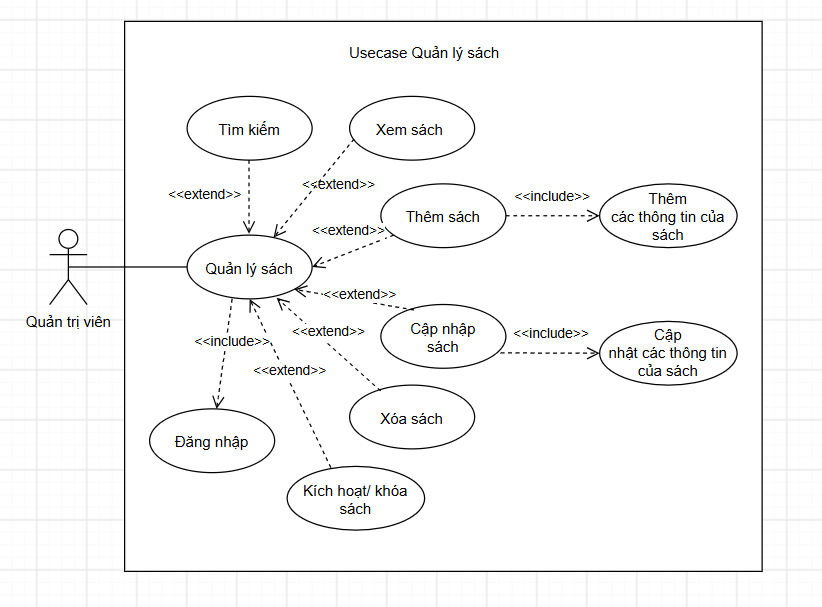 Usecase Quản lý sách
Tìm kiếm
Xem sách
<<extend>>
<<extend>>
Thêm sách
<<include>>
Thêm
các thông tin của
sách
<<extend>>
Quản lý sách
Quản trị viên
<<extend>>
Cập nhập
sách
<<include>>
Cập
nhật các thông tin
của sách
<<extend>>
<<include>>
<<extend>>
Xóa sách
Đăng nhập
Kích hoạt/ khóa
sách